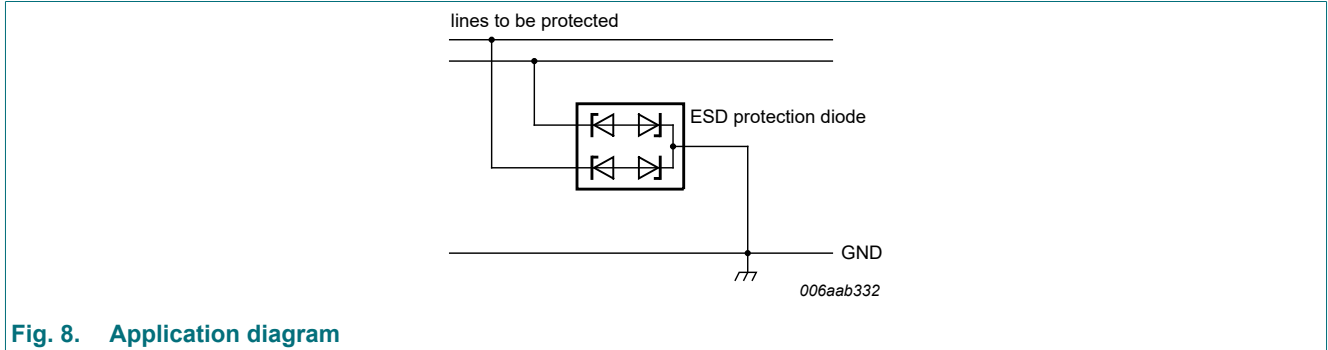 lines to be protected
ESD protection diode
GND
006aab332
Fig. 8. Application diagram